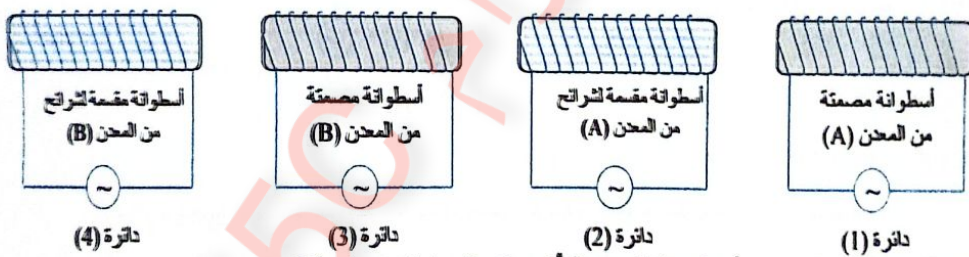 أسطوانة مصمتة
من المعدن (A)
~
دائرة (1)
أسطوانة مقسمة لشرائح
من المعدن (A)
~
دائرة (2)
أسطوانة مصمتة
من المعدن (B)
~
دائرة (3)
أسطوانة مقسمة لشرائح
من المعدن (B)
~
دائرة (4)